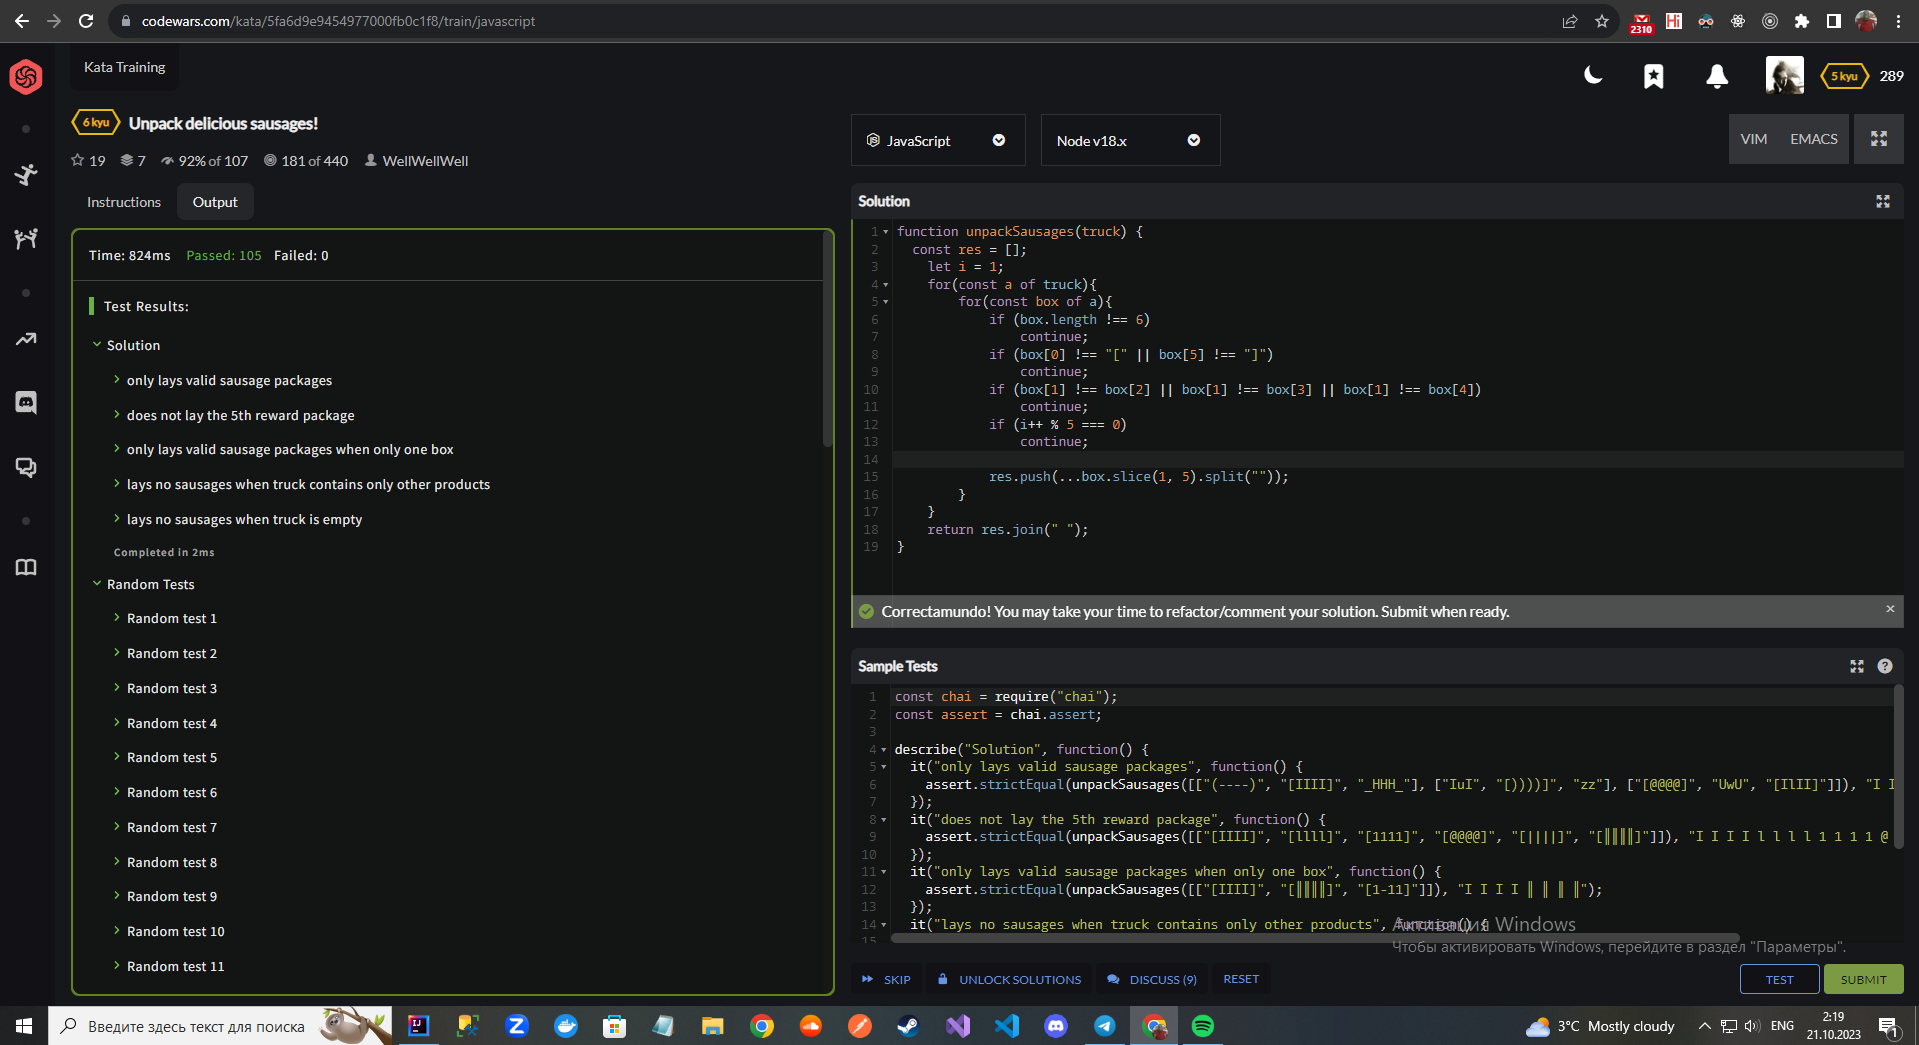 codewars.com/kata/5fa6d9e9454977000fb0c1f8/train/javascript
2310
Hi
Kata Training
5 kyu
289
6 kyu
Unpack delicious sausages!
19
7
92% of 107
181 of 440
WellWellWell
Instructions
Output
Time: 824ms Passed: 105 Failed: 0
Test Results:
Solution
only lays valid sausage packages
does not lay the 5th reward package
only lays valid sausage packages when only one box
lays no sausages when truck contains only other products
lays no sausages when truck is empty
Completed in 2ms
Random Tests
Random test 1
Random test 2
Random test 3
Random test 4
Random test 5
Random test 6
Random test 7
Random test 8
Random test 9
Random test 10
Random test 11
JavaScript
Node v18.x
VIM
EMACS
Solution
1 function unpackSausages(truck) {
2 const res = [];
3 let i = 1;
4 for(const a of truck){
5 for(const box of a){
6 if (box.length !== 6)
7 continue;
8 if (box[0] !== "[" || box[5] !== "]")
9 continue;
10 if (box[1] !== box[2] || box[1] !== box[3] || box[1] !== box[4])
11 continue;
12 if (i++ % 5 === 0)
13 continue;
14
15 res.push(...box.slice(1, 5).split(""));
16 }
17 }
18 return res.join(" ");
19 }
Correctamundo! You may take your time to refactor/comment your solution. Submit when ready.
Sample Tests
1 const chai = require("chai");
2 const assert = chai.assert;
3
4 describe("Solution", function() {
5 it("only lays valid sausage packages", function() {
6 assert.strictEqual(unpackSausages([["(----)", "[IIII]", "_HHH_"], ["IuI", "[))))]", "zz"], ["[@@@@]", "UwU", "[IlII]"]]), "I I
7 });
8 it("does not lay the 5th reward package", function() {
9 assert.strictEqual(unpackSausages([["[IIII]", "[llll]", "[1111]", "[@@@@]", "[||||]", "[║║║║]"]]), "I I I I l l l l 1 1 1 1 @
10 });
11 it("only lays valid sausage packages when only one box", function() {
12 assert.strictEqual(unpackSausages([["[IIII]", "[║║║║]", "[1-11]"]]), "I I I I ║ ║ ║ ║");
13 });
14 it("lays no sausages when truck contains only other products", function() {
15
Активация Windows
Чтобы активировать Windows, перейдите в раздел "Параметры".
SKIP
UNLOCK SOLUTIONS
DISCUSS (9)
RESET
TEST
SUBMIT
Введите здесь текст для поиска
3°C Mostly cloudy
ENG
2:19
21.10.2023
1